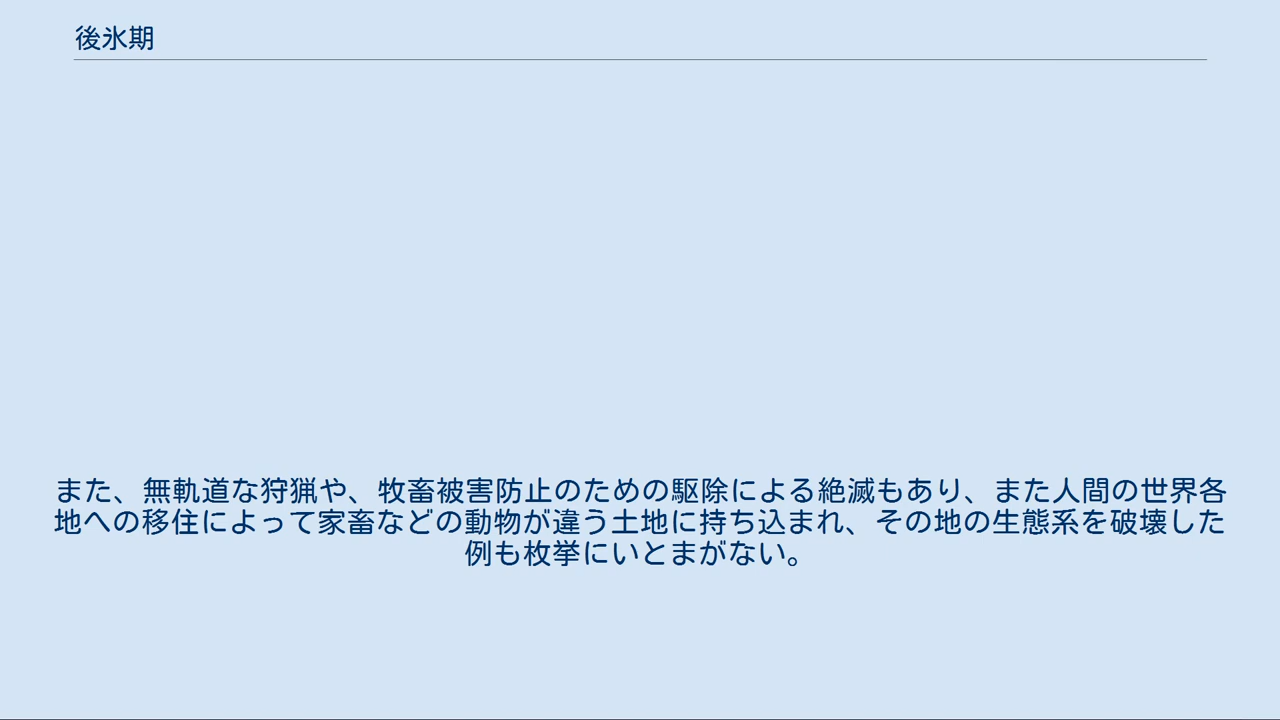 後氷期
また、無軌道な狩猟や、牧畜被害防止のための駆除による絶滅もあり、また人間の世界各
地への移住によって家畜などの動物が違う土地に持ち込まれ、その地の生態系を破壊した
例も枚挙にいとまがない。